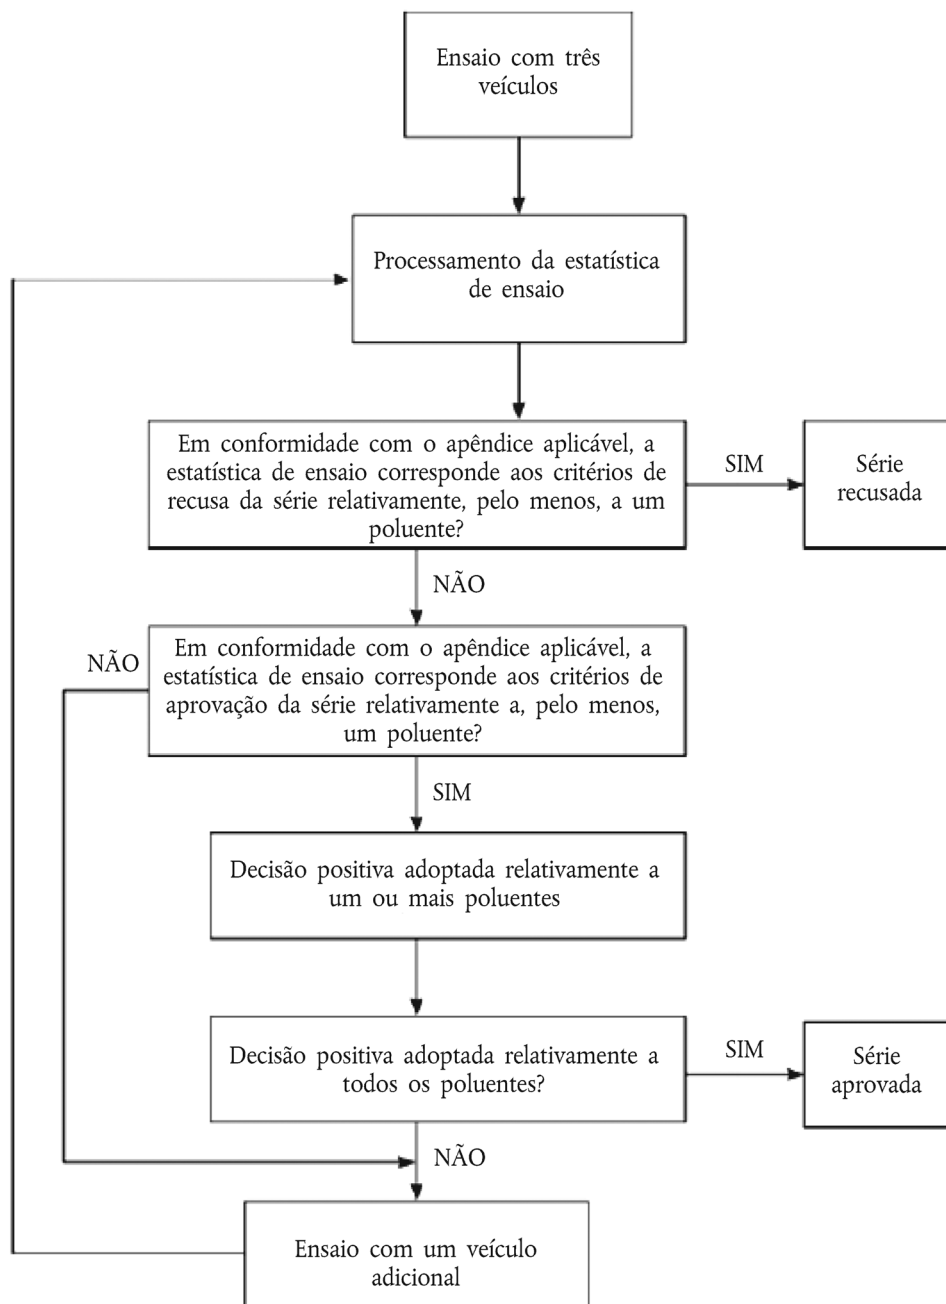 Ensaio com três
veículos
Processamento da estatística
de ensaio
Em conformidade com o apêndice aplicável, a
estatística de ensaio corresponde aos critérios de
recusa da série relativamente, pelo menos, a um
poluente?
SIM
Série
recusada
NÃO
Em conformidade com o apêndice aplicável, a
estatística de ensaio corresponde aos critérios de
aprovação da série relativamente a, pelo menos,
um poluente?
NÃO
SIM
Decisão positiva adoptada relativamente a
um ou mais poluentes
Decisão positiva adoptada relativamente a
todos os poluentes?
SIM
Série
aprovada
NÃO
Ensaio com um veículo
adicional